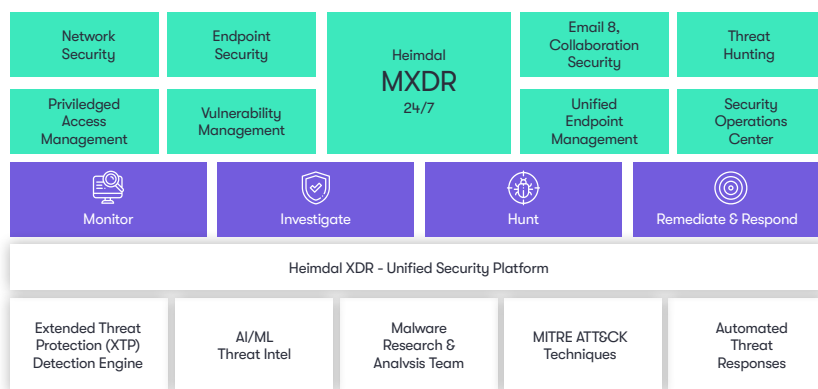 Network
Security
Endpoint
Security
Heimdal
MXDR
24/7
Email 8,
Collaboration
Security
Threat
Hunting
Priviledged
Access
Management
Vulnerability
Management
Unified
Endpoint
Management
Security
Operations
Center
Monitor
Investigate
Hunt
Remediate & Respond
Heimdal XDR - Unified Security Platform
Extended Threat
Protection (XTP)
Detection Engine
AI/ML
Threat Intel
Malware
Research &
Analysis Team
MITRE ATT&CK
Techniques
Automated
Threat
Responses